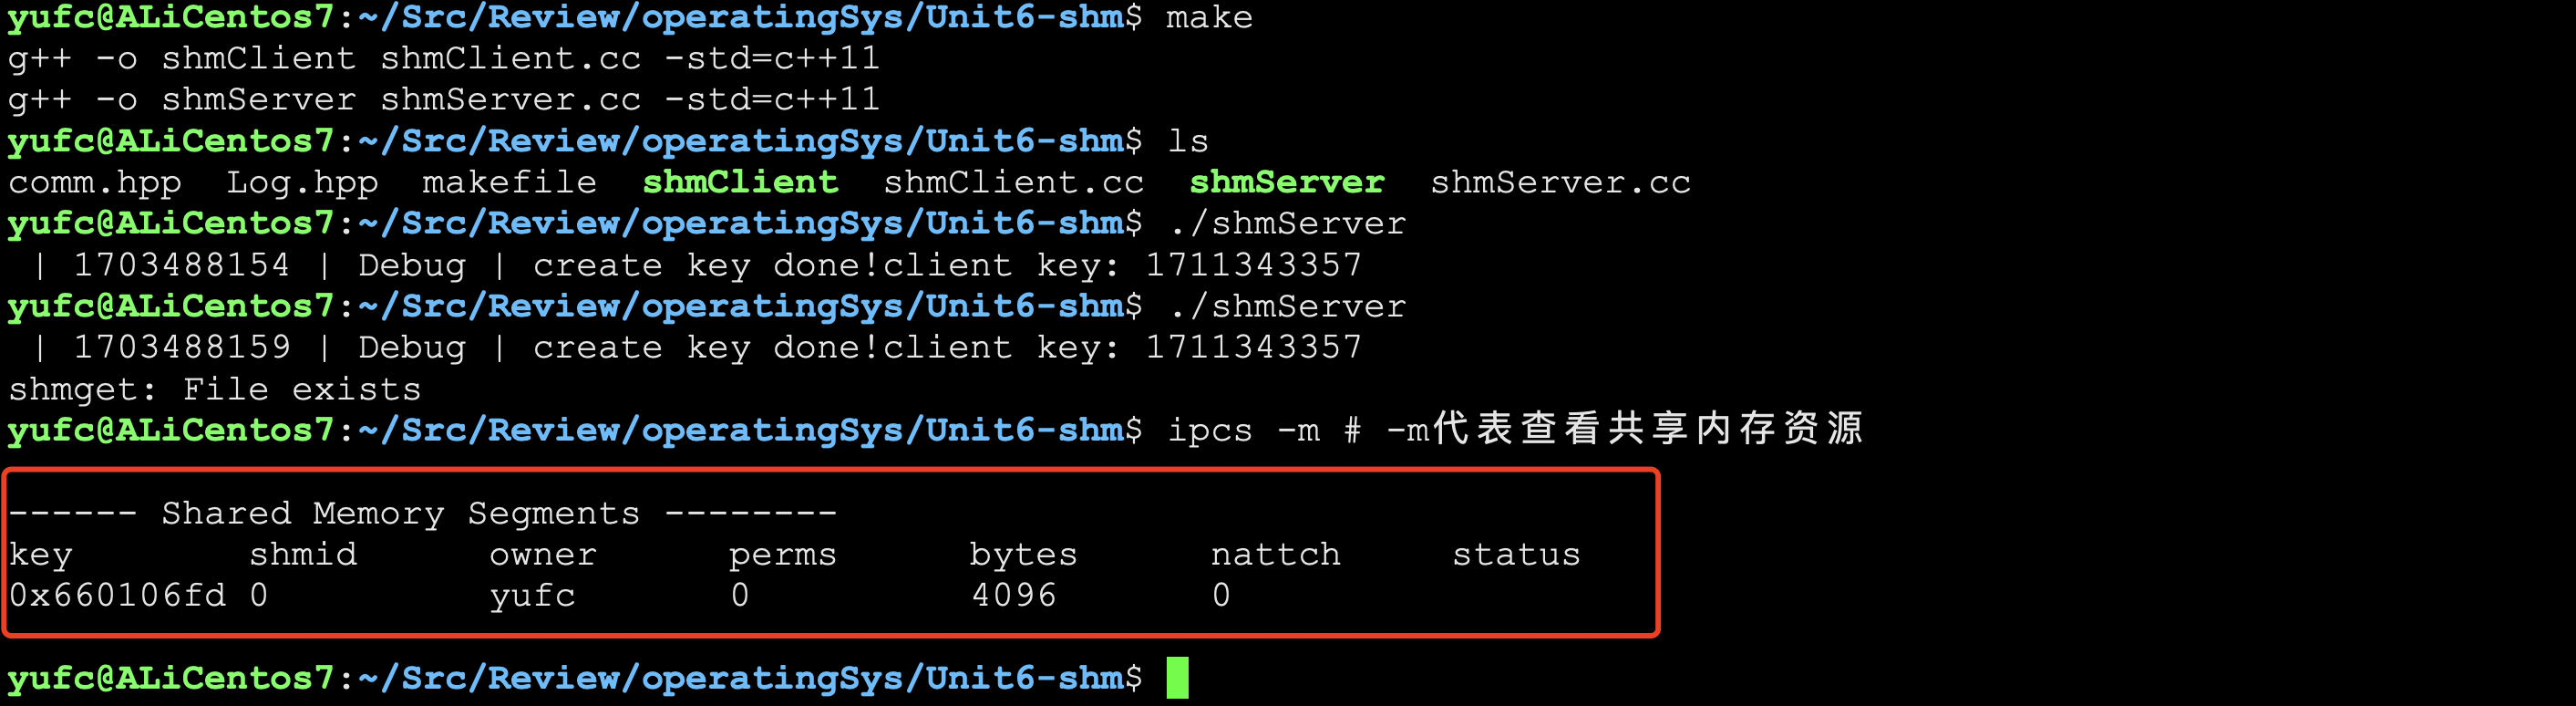 yufc@ALiCentos7:~/Src/Review/operatingSys/Unit6-shm$ make
g++ -o shmClient shmClient.cc -std=c++11
g++ -o shmServer shmServer.cc -std=c++11
yufc@ALiCentos7:~/Src/Review/operatingSys/Unit6-shm$ ls
comm.hpp  Log.hpp  makefile  shmClient  shmClient.cc  shmServer  shmServer.cc
yufc@ALiCentos7:~/Src/Review/operatingSys/Unit6-shm$ ./shmServer
 | 1703488154 | Debug | create key done!client key: 1711343357
yufc@ALiCentos7:~/Src/Review/operatingSys/Unit6-shm$ ./shmServer
 | 1703488159 | Debug | create key done!client key: 1711343357
shmget: File exists
yufc@ALiCentos7:~/Src/Review/operatingSys/Unit6-shm$ ipcs -m # -m代表查看共享内存资源
------ Shared Memory Segments --------
key        shmid      owner      perms      bytes      nattch     status
0x660106fd 0          yufc       0          4096       0
yufc@ALiCentos7:~/Src/Review/operatingSys/Unit6-shm$